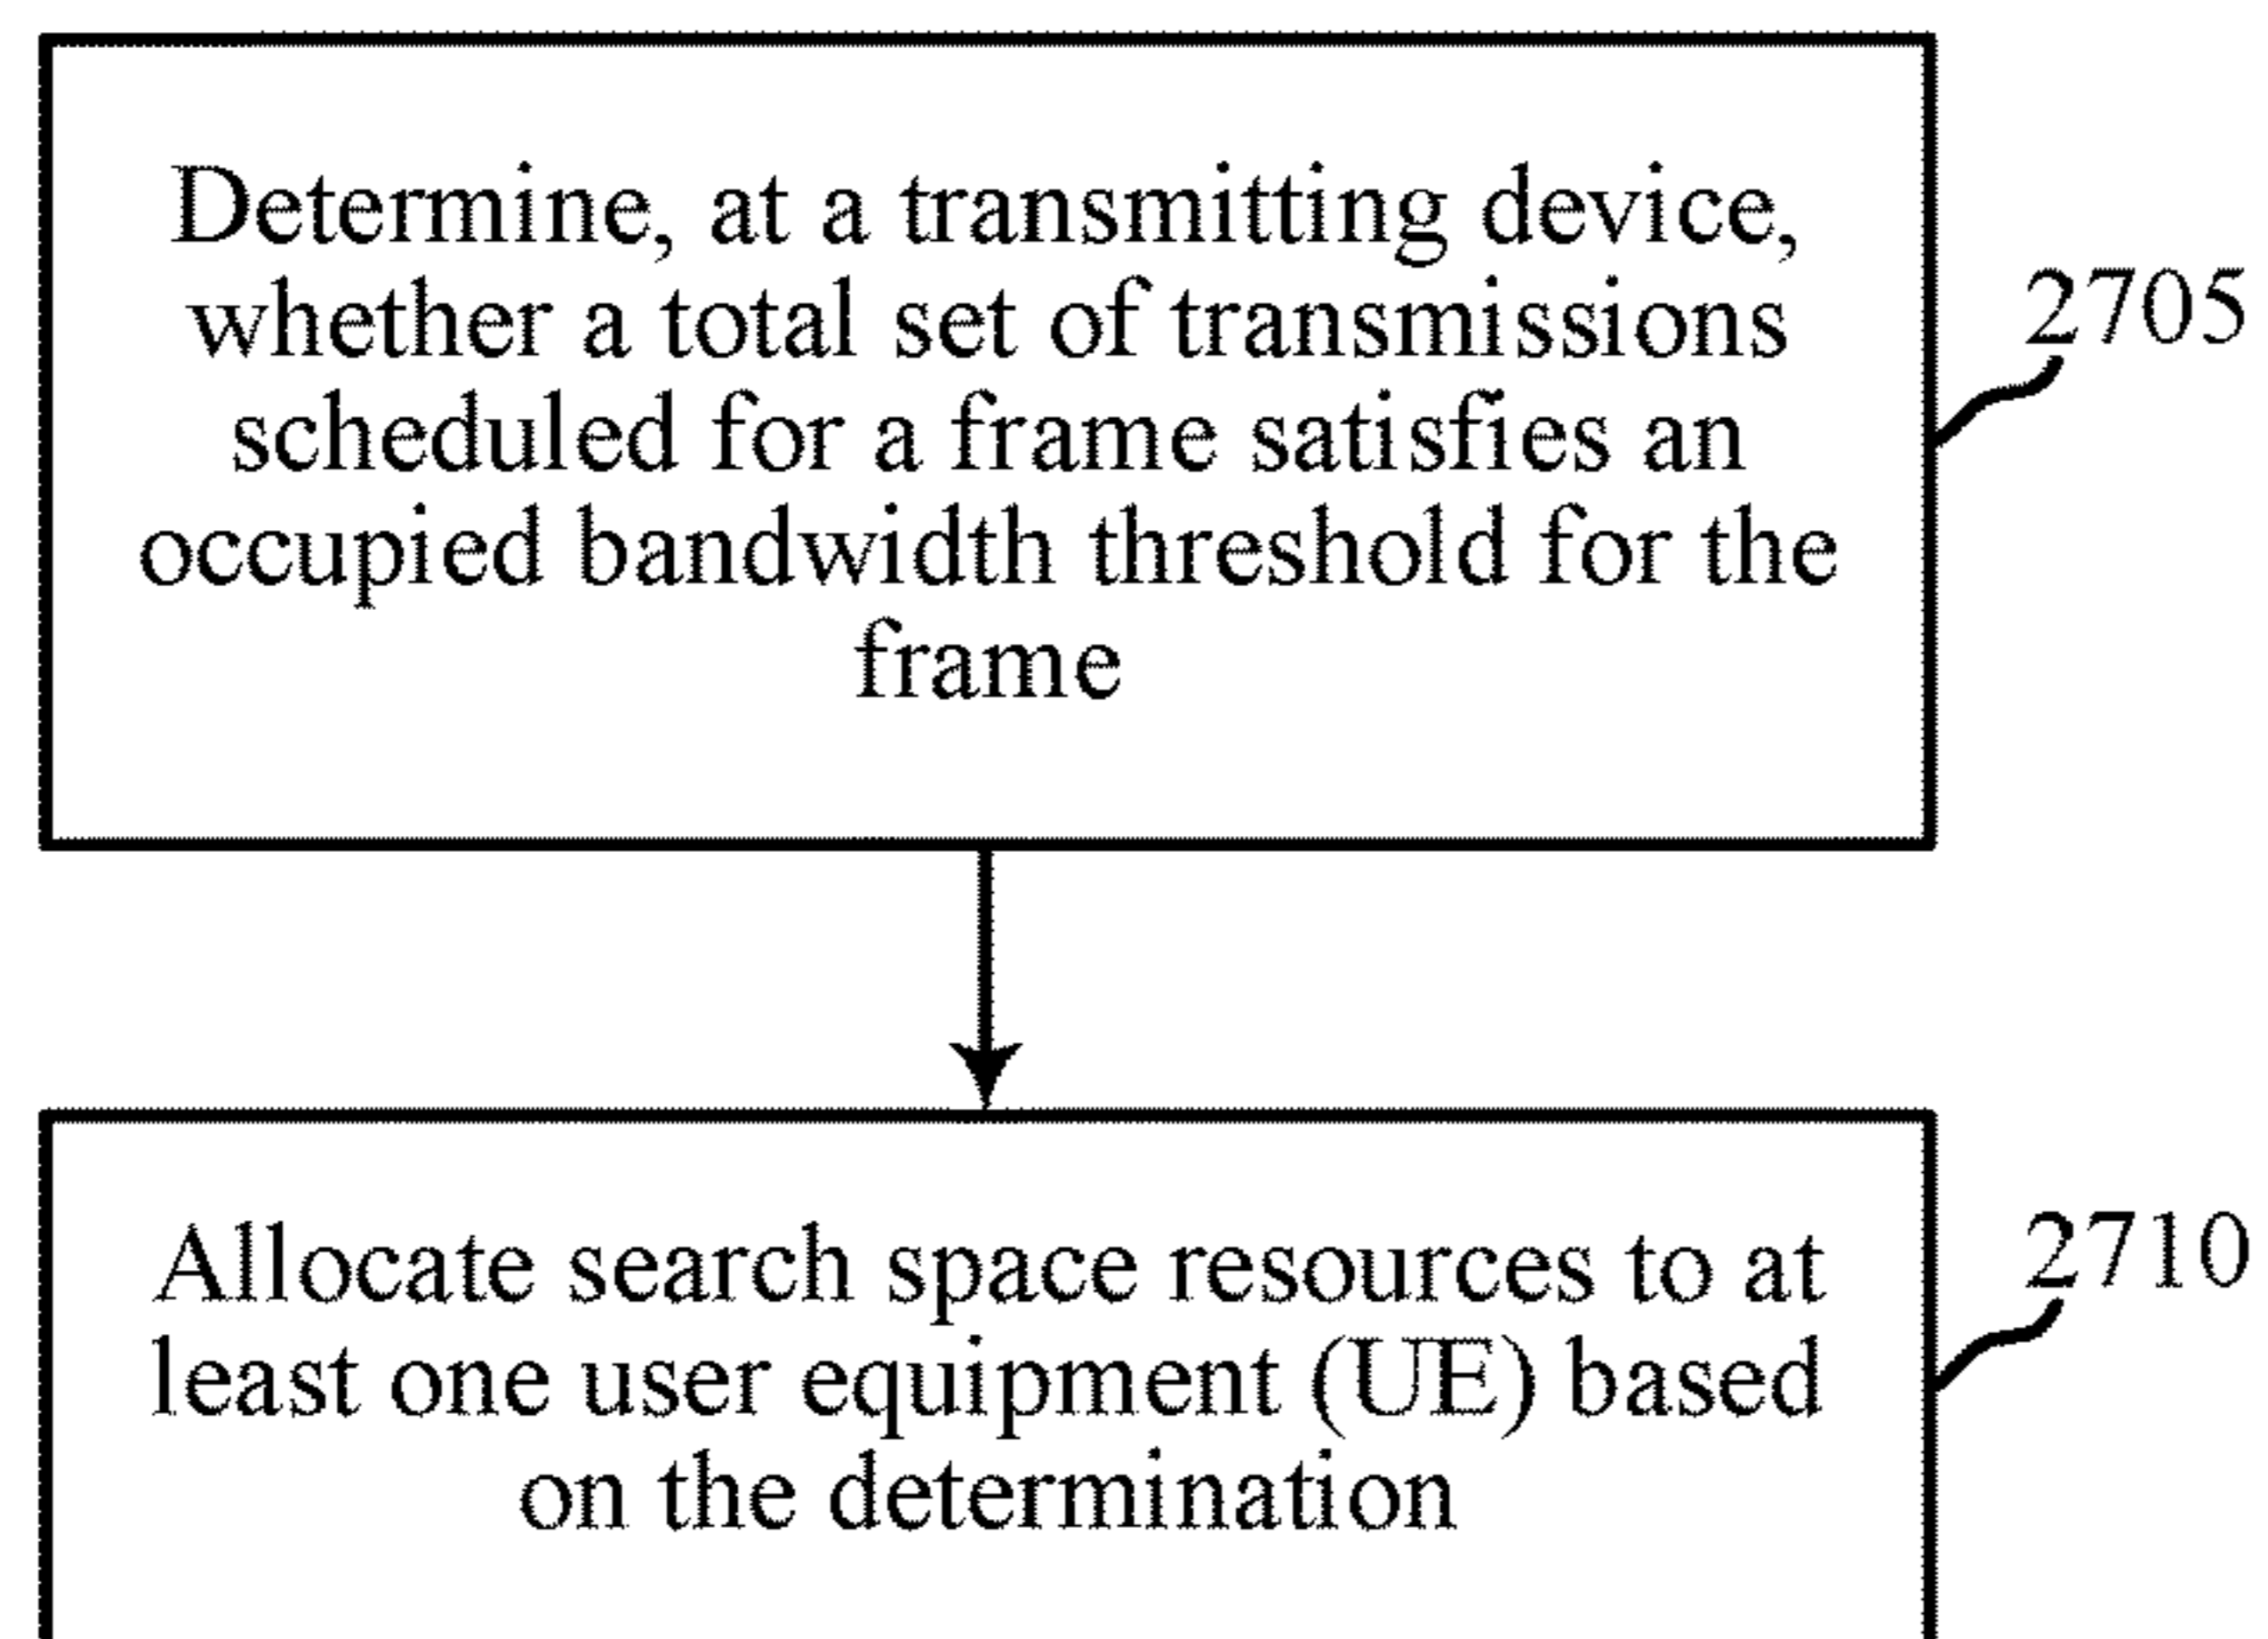 Determine, at a transmitting device,
whether a total set of transmissions
scheduled for a frame satisfies an
occupied bandwidth threshold for the
frame
2705
Allocate search space resources to at
least one user equipment (UE) based
on the determination
2710